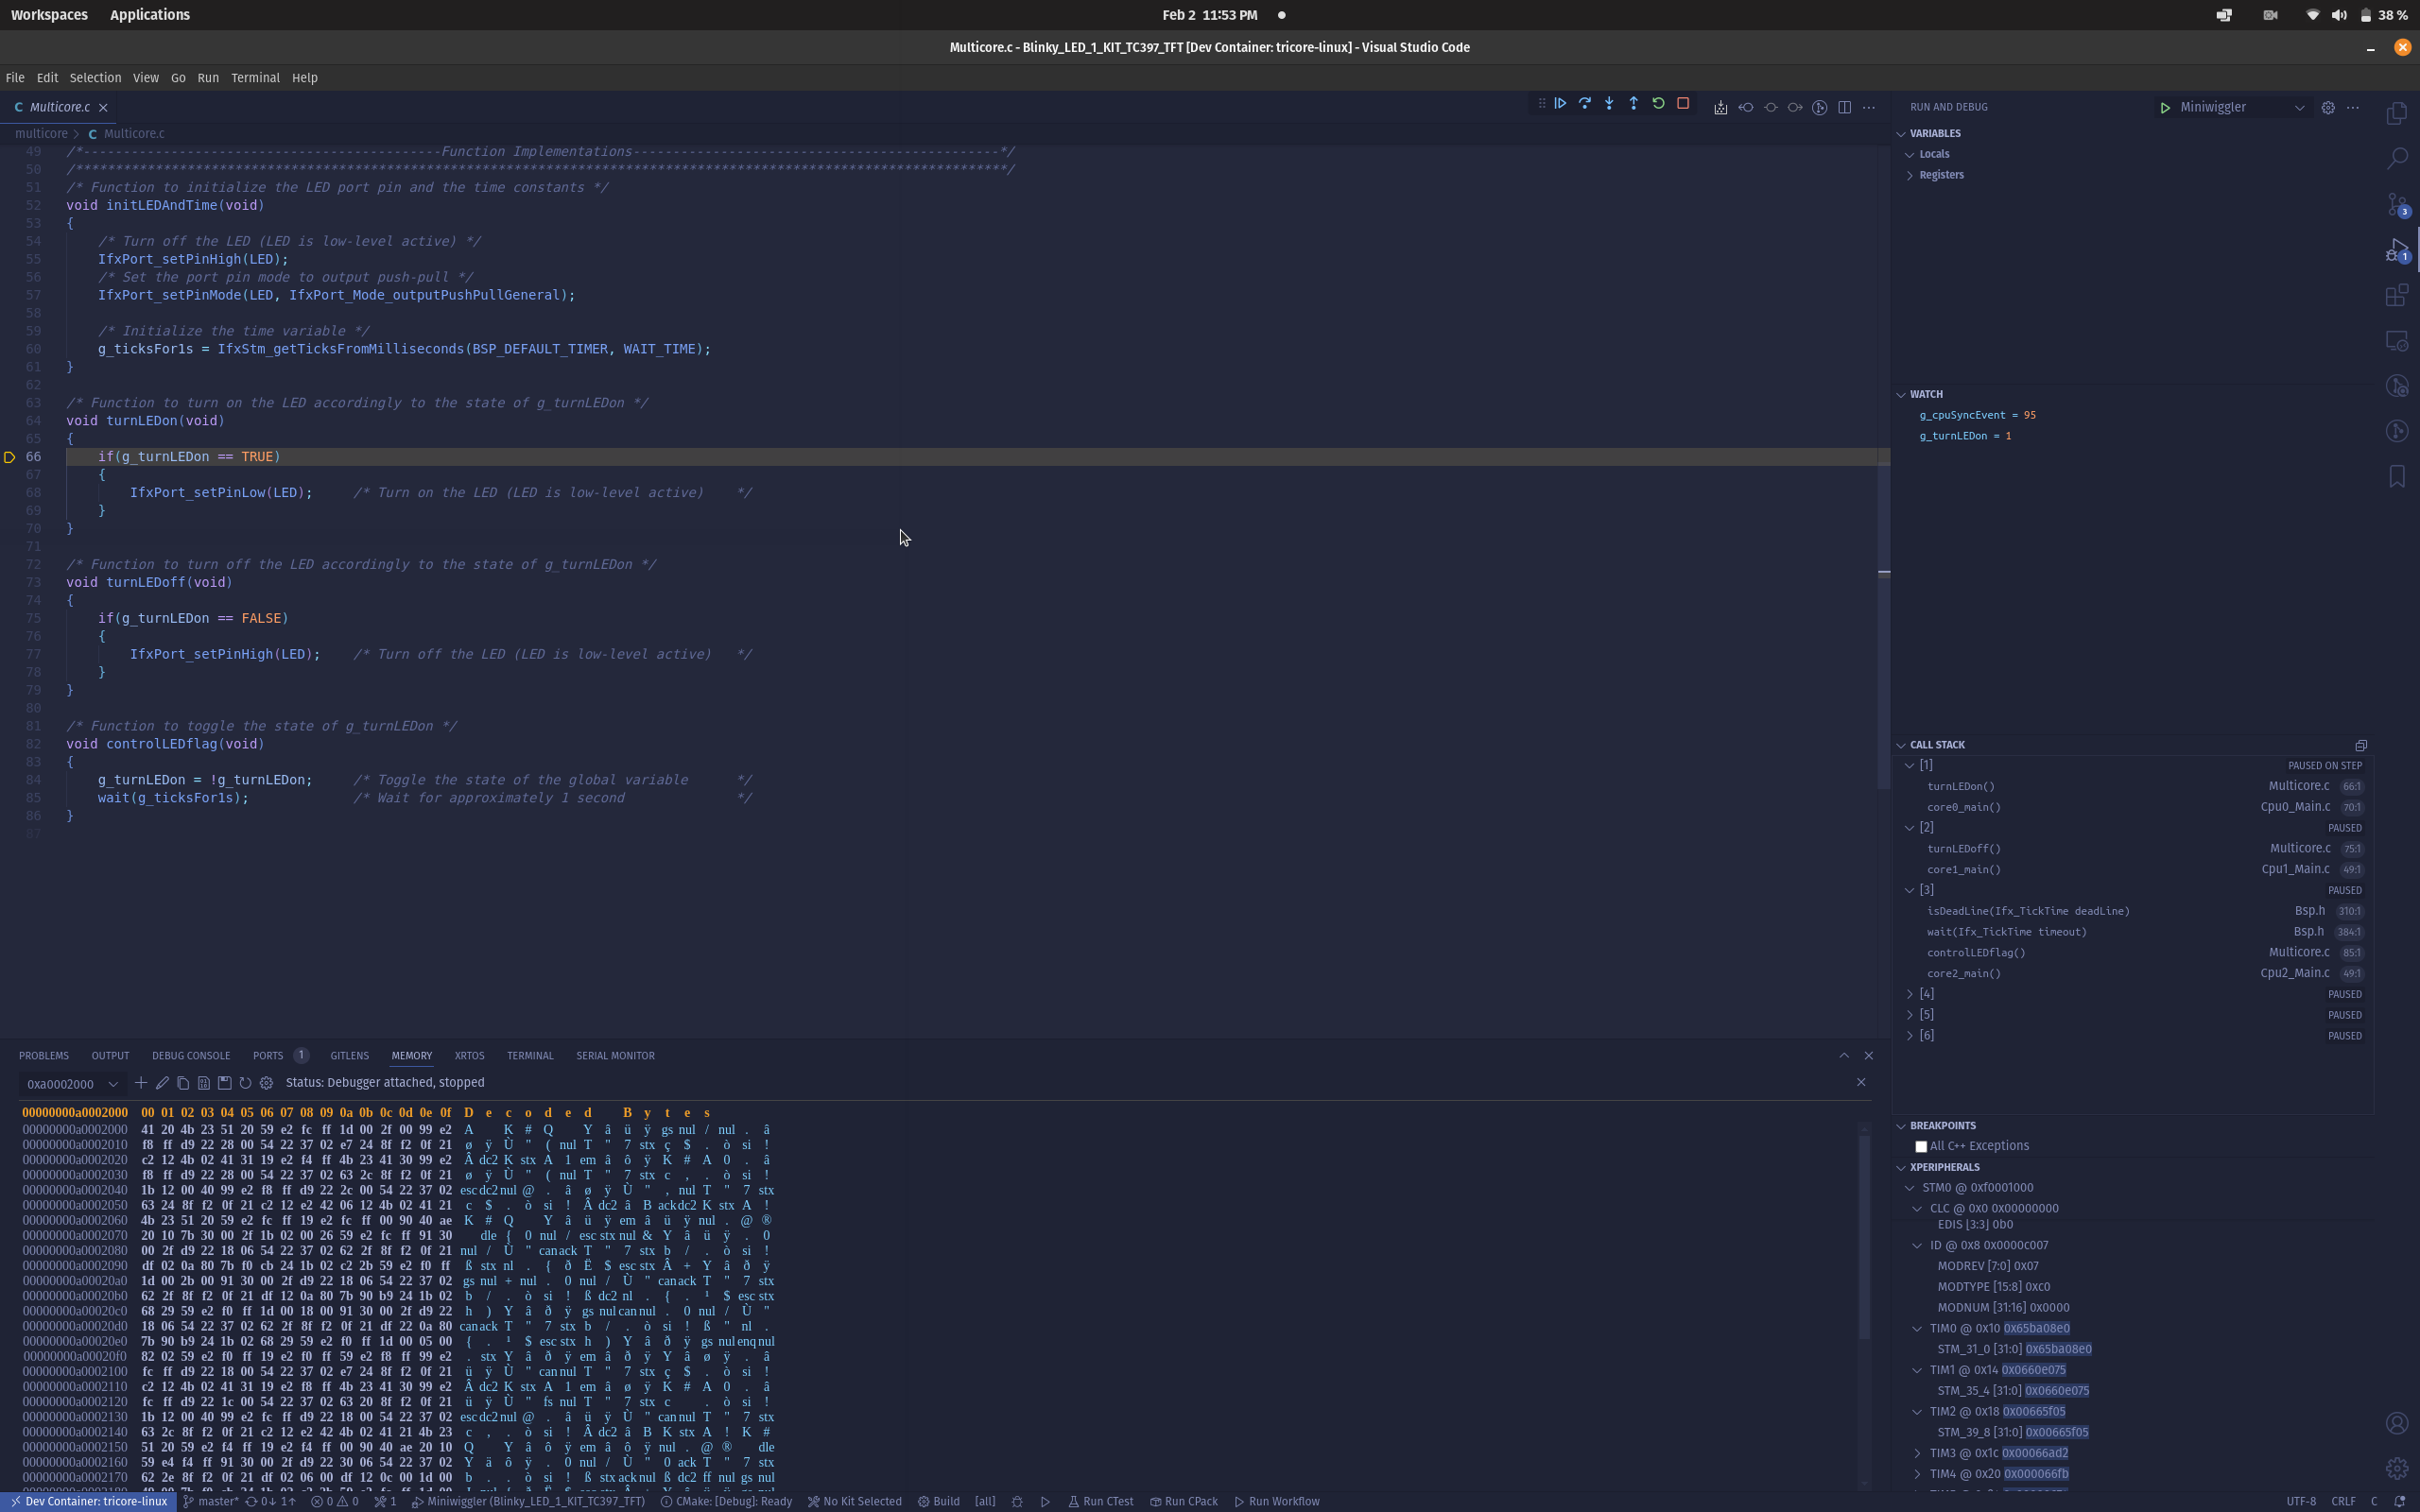 Workspaces Applications Feb 2 11:53 PM 38 %
Multicore.c - Blinky_LED_1_KIT_TC397_TFT [Dev Container: tricore-linux] - Visual Studio Code
File Edit Selection View Go Run Terminal Help
C Multicore.c
multicore > C Multicore.c
49 /*---------------------------------------------Function Implementations--------------------------------------------------*/
50 /*********************************************************************************************************************/
51 /* Function to initialize the LED port pin and the time constants */
52 void initLEDAndTime(void)
53 {
54 /* Turn off the LED (LED is low-level active) */
55 IfxPort_setPinHigh(LED);
56 /* Set the port pin mode to output push-pull */
57 IfxPort_setPinMode(LED, IfxPort_Mode_outputPushPullGeneral);
58
59 /* Initialize the time variable */
60 g_ticksFor1s = IfxStm_getTicksFromMilliseconds(BSP_DEFAULT_TIMER, WAIT_TIME);
61 }
62
63 /* Function to turn on the LED accordingly to the state of g_turnLEDon */
64 void turnLEDon(void)
65 {
66 if(g_turnLEDon == TRUE)
67 {
68 IfxPort_setPinLow(LED); /* Turn on the LED (LED is low-level active) */
69 }
70 }
71
72 /* Function to turn off the LED accordingly to the state of g_turnLEDon */
73 void turnLEDoff(void)
74 {
75 if(g_turnLEDon == FALSE)
76 {
77 IfxPort_setPinHigh(LED); /* Turn off the LED (LED is low-level active) */
78 }
79 }
80
81 /* Function to toggle the state of g_turnLEDon */
82 void controlLEDflag(void)
83 {
84 g_turnLEDon = !g_turnLEDon; /* Toggle the state of the global variable */
85 wait(g_ticksFor1s); /* Wait for approximately 1 second */
86 }
87
PROBLEMS OUTPUT DEBUG CONSOLE PORTS 1 GITLENS MEMORY XRTOS TERMINAL SERIAL MONITOR
0xa0002000 Status: Debugger attached, stopped
00000000a0002000 00 01 02 03 04 05 06 07 08 09 0a 0b 0c 0d 0e 0f Decoded Bytes
00000000a0002000 41 20 4b 23 51 20 59 e2 fc ff 1d 00 2f 00 99 e2
00000000a0002010 f8 ff d9 22 28 00 54 22 37 02 e7 24 8f f2 0f 21
00000000a0002020 c2 12 4b 02 41 31 19 e2 f4 ff 4b 23 41 30 99 e2
00000000a0002030 f8 ff d9 22 28 00 54 22 37 02 63 2c 8f f2 0f 21
00000000a0002040 1b 12 00 40 99 e2 f8 ff d9 22 2c 00 54 22 37 02
00000000a0002050 63 24 8f f2 0f 21 c2 12 e2 42 06 12 4b 02 41 21
00000000a0002060 4b 23 51 20 59 e2 fc ff 19 e2 fc ff 00 90 40 ae
00000000a0002070 20 10 7b 30 00 2f 1b 02 00 26 59 e2 fc ff 91 30
00000000a0002080 00 2f d9 22 18 06 54 22 37 02 62 2f 8f f2 0f 21
00000000a0002090 df 02 0a 80 7b f0 cb 24 1b 02 c2 2b 59 e2 f0 ff
00000000a00020a0 1d 00 2b 00 91 30 00 2f d9 22 18 06 54 22 37 02
00000000a00020b0 62 2f 8f f2 0f 21 df 12 0a 80 7b 90 b9 24 1b 02
00000000a00020c0 68 29 59 e2 f0 ff 1d 00 18 00 91 30 00 2f d9 22
00000000a00020d0 18 06 54 22 37 02 62 2f 8f f2 0f 21 df 22 0a 80
00000000a00020e0 7b 90 b9 24 1b 02 68 29 59 e2 f0 ff 1d 00 05 00
00000000a00020f0 82 02 59 e2 f0 ff 19 e2 f0 ff 59 e2 f8 ff 99 e2
00000000a0002100 fc ff d9 22 18 00 54 22 37 02 e7 24 8f f2 0f 21
00000000a0002110 c2 12 4b 02 41 31 19 e2 f8 ff 4b 23 41 30 99 e2
00000000a0002120 fc ff d9 22 1c 00 54 22 37 02 63 20 8f f2 0f 21
00000000a0002130 1b 12 00 40 99 e2 fc ff d9 22 18 00 54 22 37 02
00000000a0002140 63 2c 8f f2 0f 21 c2 12 e2 42 4b 02 41 21 4b 23
00000000a0002150 51 20 59 e2 f4 ff 19 e2 f4 ff 00 90 40 ae 20 10
00000000a0002160 59 e4 f4 ff 91 30 00 2f d9 22 30 06 54 22 37 02
00000000a0002170 62 2e 8f f2 0f 21 df 02 06 00 df 12 0c 00 1d 00
RUN AND DEBUG Miniwiggler
VARIABLES
Locals
Registers
WATCH
g_cpuSyncEvent = 95
g_turnLEDon = 1
CALL STACK
[1] PAUSED ON STEP
turnLEDon() Multicore.c 66:1
core0_main() Cpu0_Main.c 70:1
[2] PAUSED
turnLEDoff() Multicore.c 75:1
core1_main() Cpu1_Main.c 49:1
[3] PAUSED
isDeadLine(Ifx_TickTime deadLine) Bsp.h 310:1
wait(Ifx_TickTime timeout) Bsp.h 384:1
controlLEDflag() Multicore.c 85:1
core2_main() Cpu2_Main.c 49:1
[4] PAUSED
[5] PAUSED
[6] PAUSED
BREAKPOINTS
All C++ Exceptions
XPERIPHERALS
STM0 @ 0xf0001000
CLC @ 0x0 0x00000000
EDIS [3:3] 0b0
ID @ 0x8 0x0000c007
MODREV [7:0] 0x07
MODTYPE [15:8] 0xc0
MODNUM [31:16] 0x0000
TIM0 @ 0x10 0x65ba08e0
STM_31_0 [31:0] 0x65ba08e0
TIM1 @ 0x14 0x0660e075
STM_35_4 [31:0] 0x0660e075
TIM2 @ 0x18 0x00665f05
STM_39_8 [31:0] 0x00665f05
TIM3 @ 0x1c 0x00066ad2
TIM4 @ 0x20 0x000066fb
3
1
Dev Container: tricore-linux master* 0↓ 1↑ 0 0 1 Miniwiggler (Blinky_LED_1_KIT_TC397_TFT) CMake: [Debug]: Ready No Kit Selected Build [all] Run CTest Run CPack Run Workflow UTF-8 CRLF C